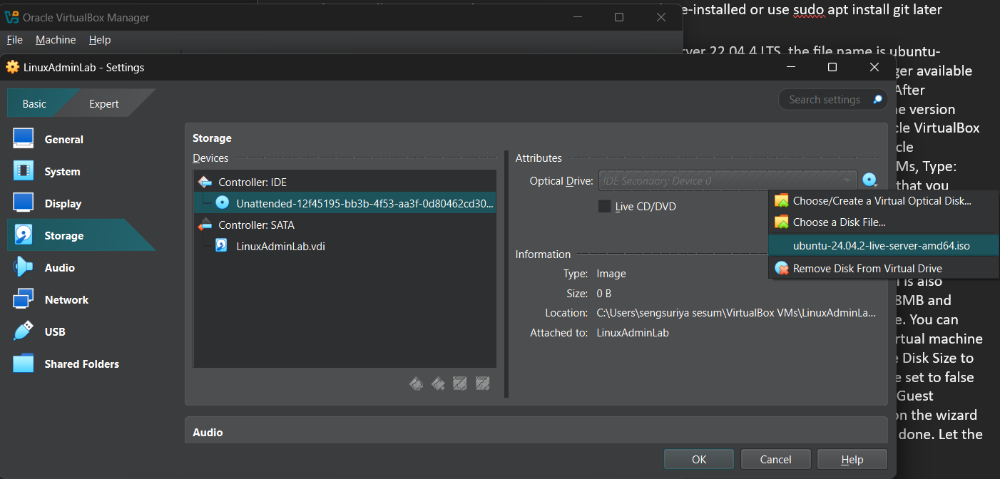 Oracle VirtualBox Manager
e-installed or use sudo apt install git later
File Machine Help
rver 22.04.4 LTS, the file name is ubuntu-
LinuxAdminLab - Settings
ger available
Basic Expert
Search settings
After
ne version
cle VirtualBox
cle
Ms, Type:
that you
General
System
Display
Storage
Audio
Network
USB
Shared Folders
Storage
Devices
Controller: IDE
Unattended-12f45195-bb3b-4f53-aa3f-0d80462cd30...
Controller: SATA
LinuxAdminLab.vdi
Attributes
Optical Drive: IDE Secondary Device 0
Live CD/DVD
Choose/Create a Virtual Optical Disk...
Choose a Disk File...
ubuntu-24.04.2-live-server-amd64.iso
Remove Disk From Virtual Drive
Information
Type: Image
Size: 0 B
Location: C:\Users\sengsuriya sesum\VirtualBox VMs\LinuxAdminLa...
Attached to: LinuxAdminLab
is also
8MB and
e. You can
rtual machine
Disk Size to
e set to false
Guest
on the wizard
done. Let the
Audio
OK Cancel Help